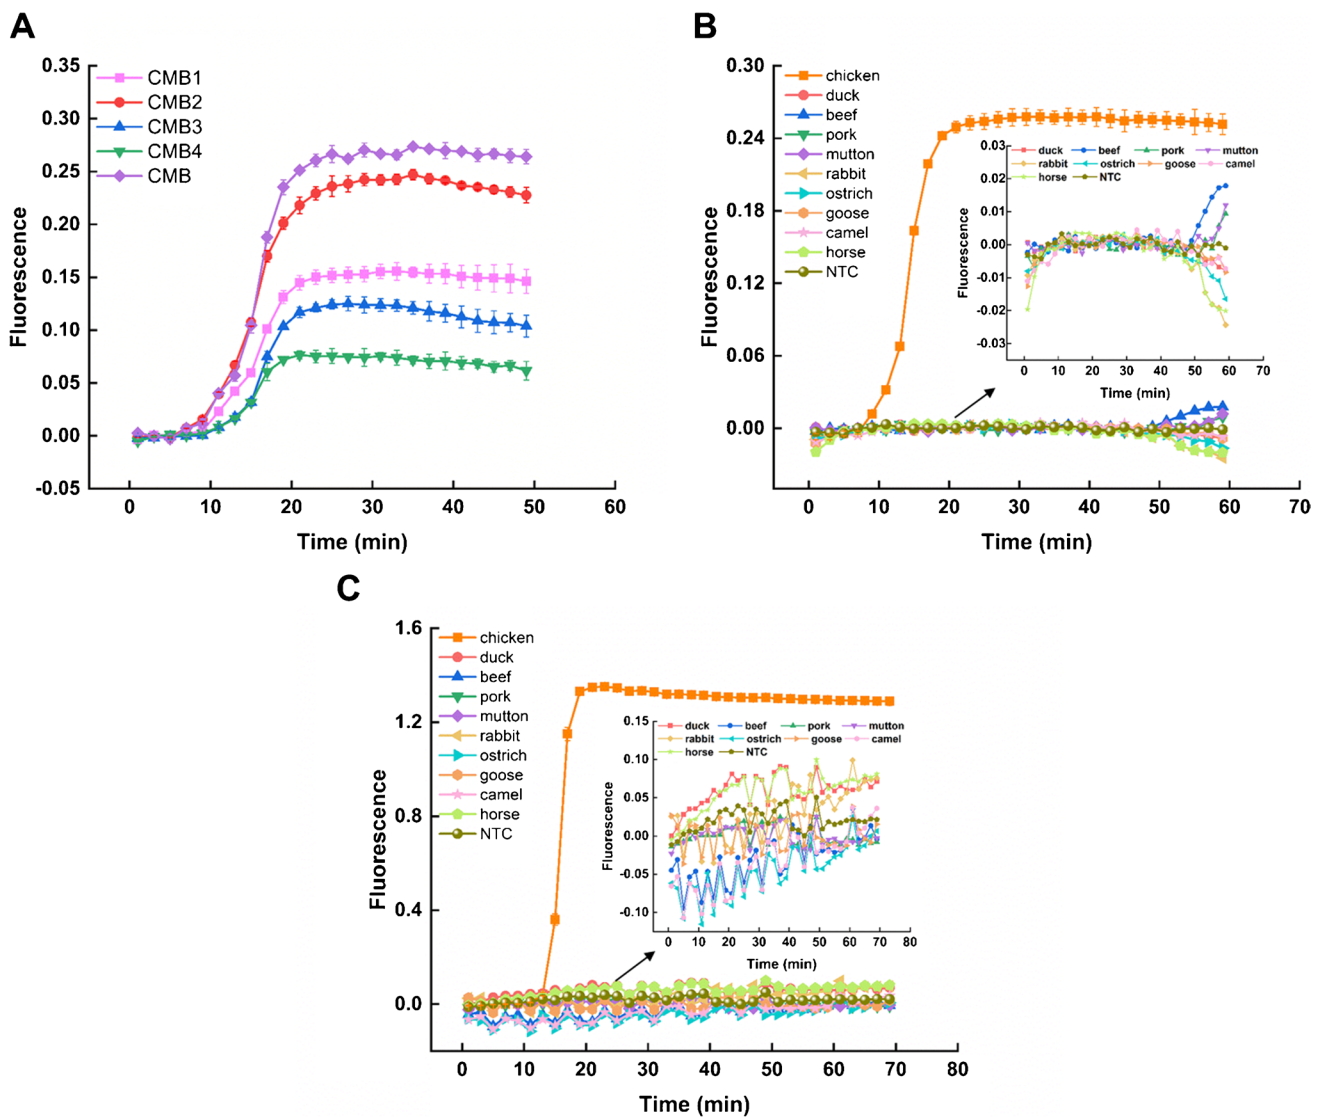 A
0.35
0.30
0.25
0.20
0.15
0.10
0.05
0.00
-0.05
Fluorescence
CMB1
CMB2
CMB3
CMB4
CMB
0 10 20 30 40 50 60
Time (min)
B
0.30
0.24
0.18
0.12
0.06
0.00
Fluorescence
chicken
duck
beef
pork
mutton
rabbit
ostrich
goose
camel
horse
NTC
0.03
0.02
0.01
0.00
-0.01
-0.02
-0.03
Fluorescence
duck beef pork mutton
rabbit ostrich goose camel
horse NTC
0 10 20 30 40 50 60 70
Time (min)
0 10 20 30 40 50 60 70
Time (min)
C
1.6
1.2
0.8
0.4
0.0
Fluorescence
chicken
duck
beef
pork
mutton
rabbit
ostrich
goose
camel
horse
NTC
0.15
0.10
0.05
0.00
-0.05
-0.10
Fluorescence
duck beef pork mutton
rabbit ostrich goose camel
horse NTC
0 10 20 30 40 50 60 70 80
Time (min)
0 10 20 30 40 50 60 70 80
Time (min)